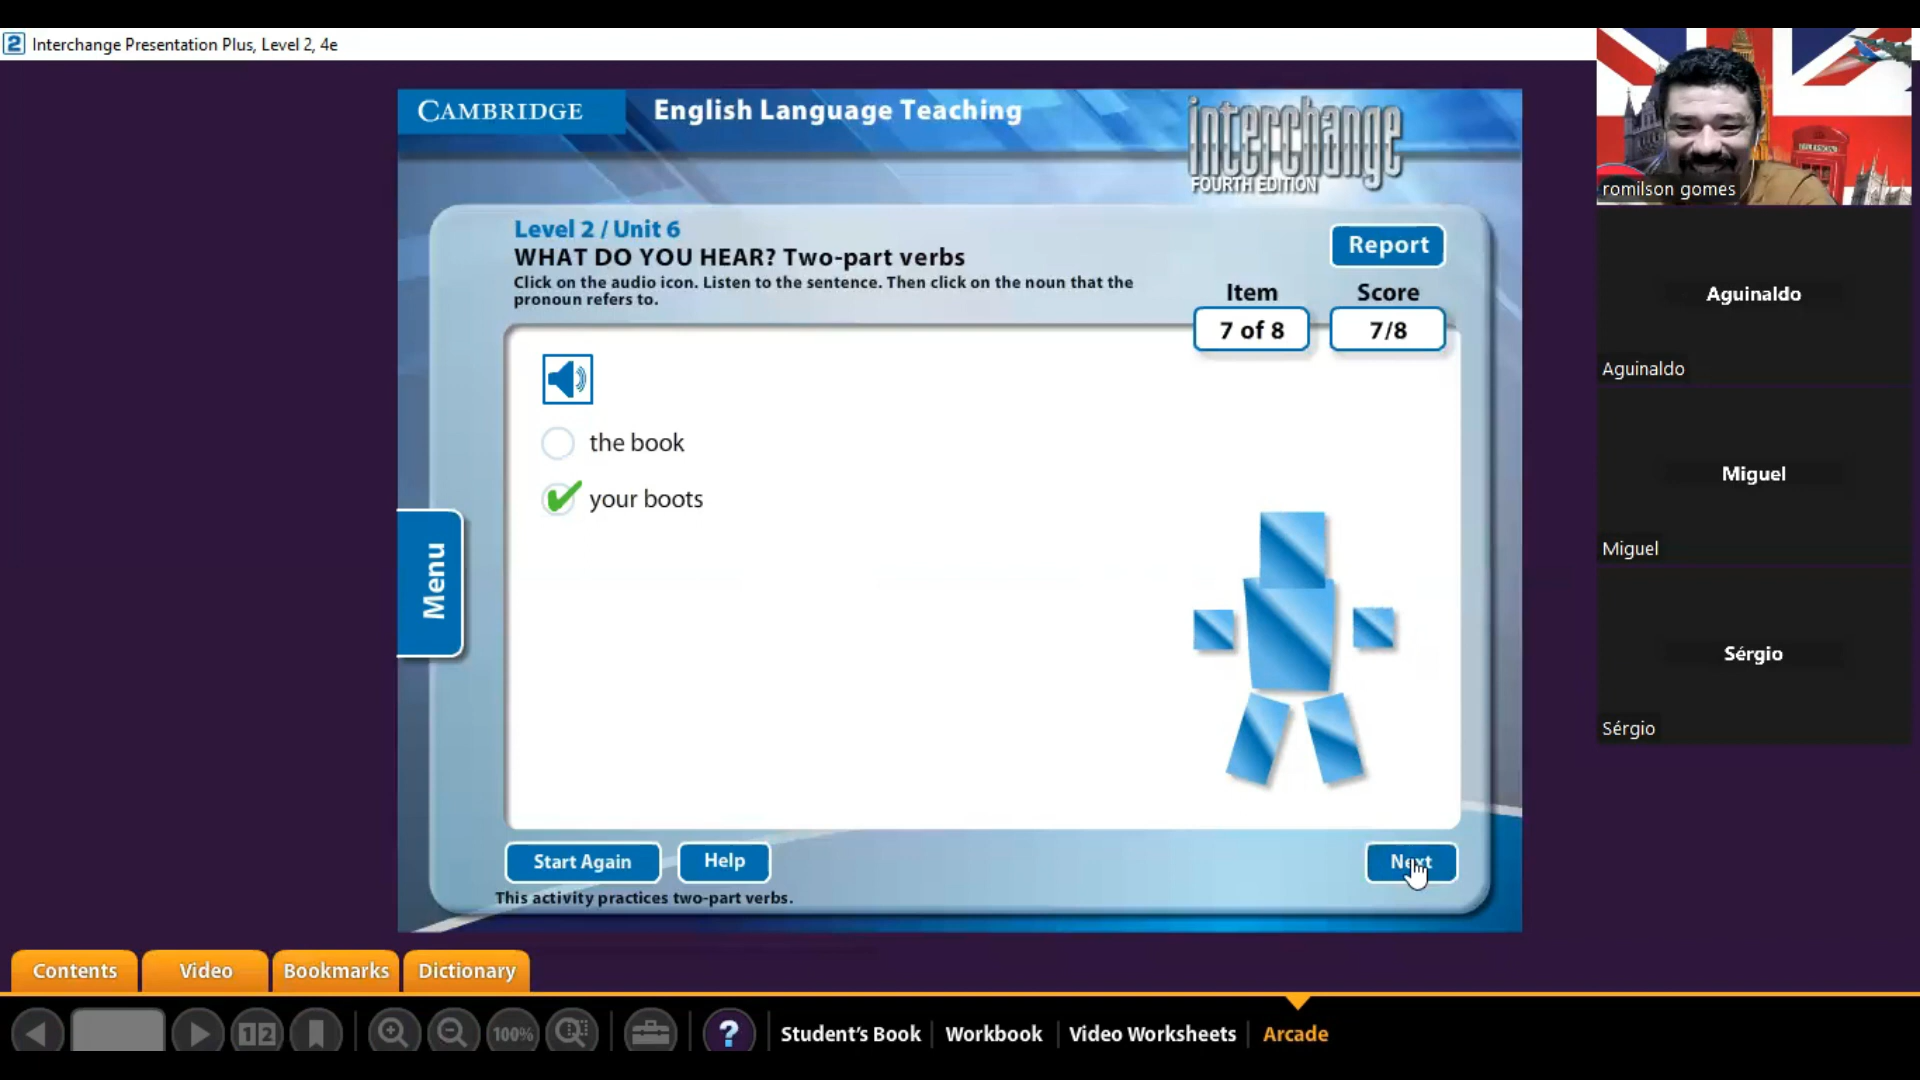 2 Interchange Presentation Plus, Level 2, 4e
CAMBRIDGE
English Language Teaching
interchange
FOURTH EDITION
Level 2 / Unit 6
WHAT DO YOU HEAR? Two-part verbs
Click on the audio icon. Listen to the sentence. Then click on the noun that the
pronoun refers to.
Report
Item
Score
7 of 8
7/8
the book
your boots
Menu
Start Again
Help
Next
This activity practices two-part verbs.
romilson gomes
Aguinaldo
Aguinaldo
Miguel
Miguel
Sérgio
Sérgio
Contents
Video
Bookmarks
Dictionary
12
100%
?
Student's Book
Workbook
Video Worksheets
Arcade